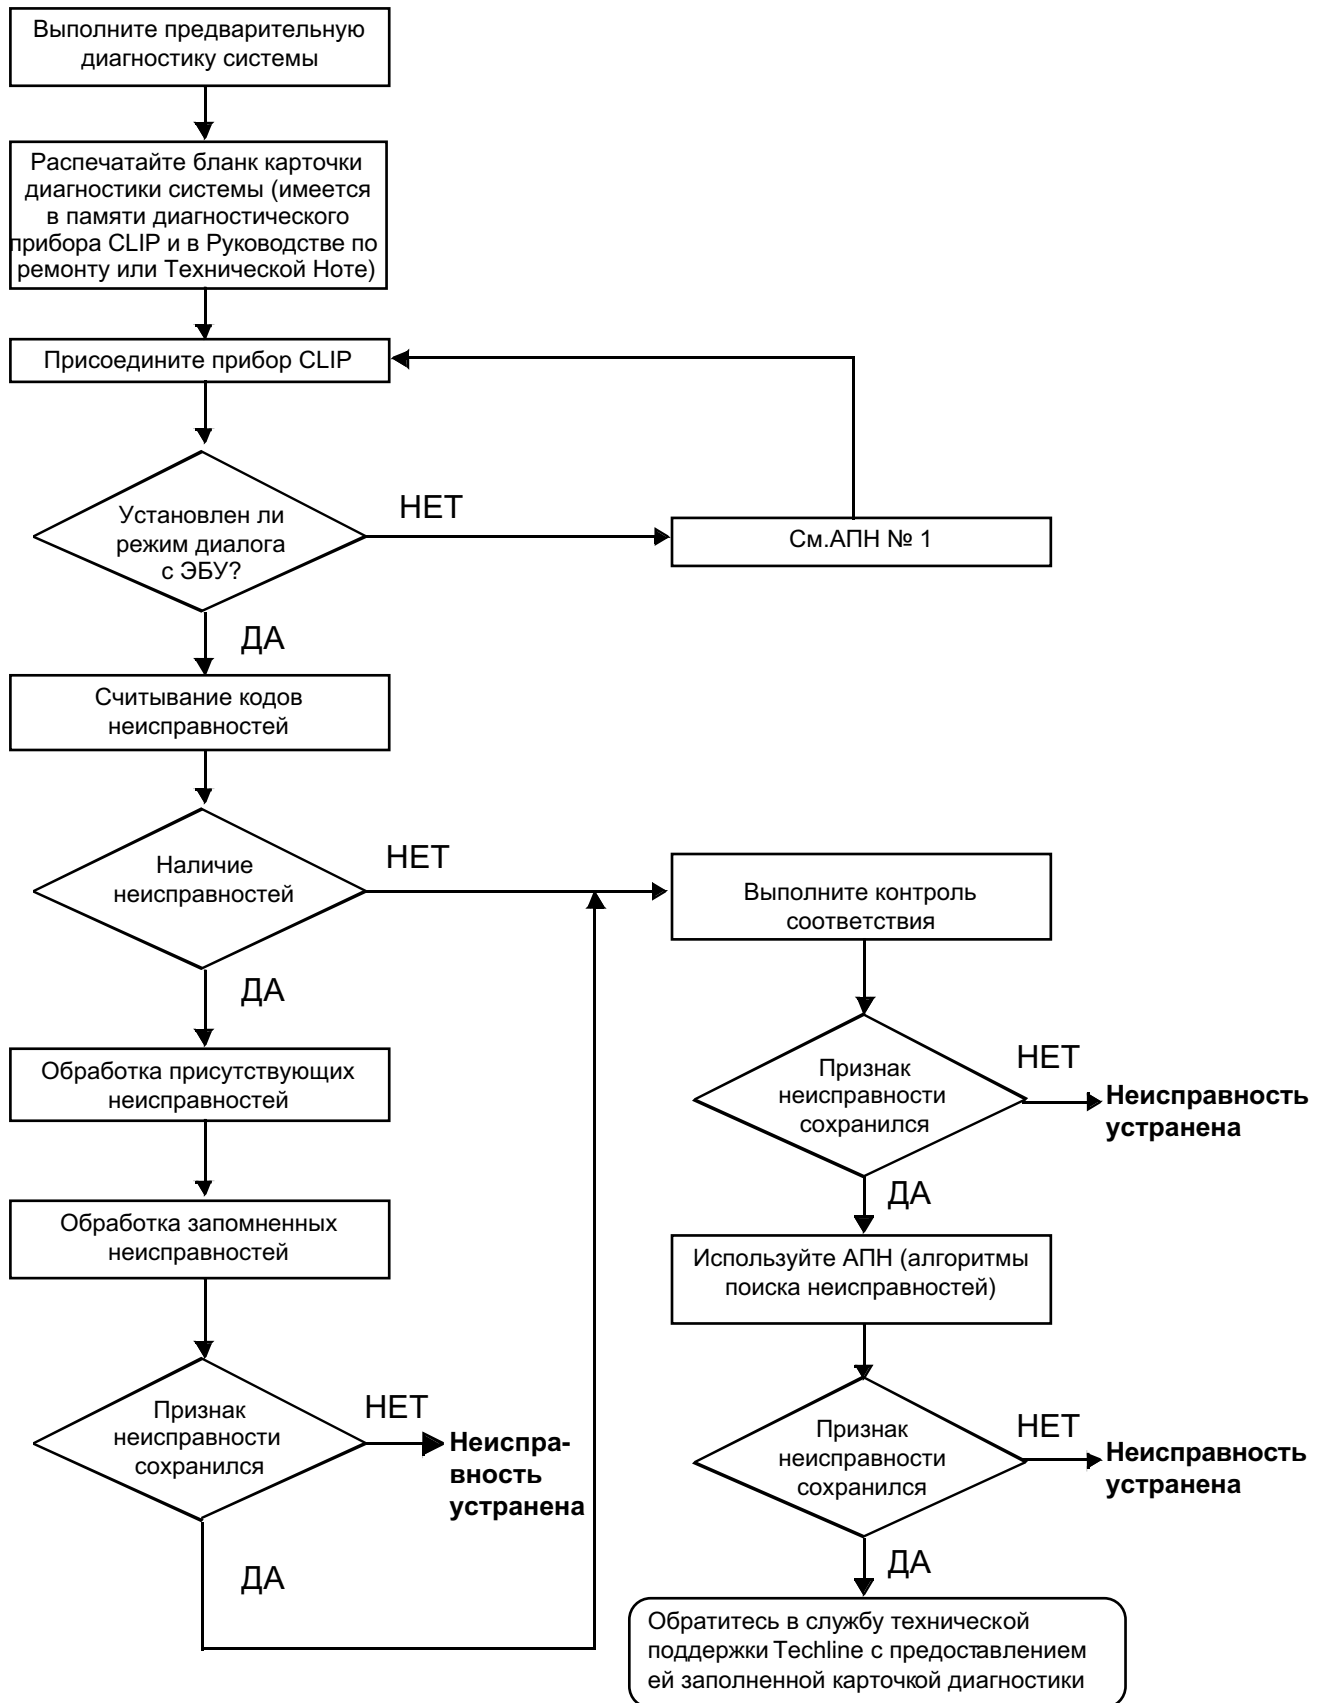 Выполните предварительную
диагностику системы
Распечатайте бланк карточки
диагностики системы (имеется
в памяти диагностического
прибора CLIP и в Руководстве по
ремонту или Технической Ноте)
Присоедините прибор CLIP
Установлен ли
режим диалога
с ЭБУ?
НЕТ
См.АПН № 1
ДА
Считывание кодов
неисправностей
Наличие
неисправностей
НЕТ
ДА
Обработка присутствующих
неисправностей
Обработка запомненных
неисправностей
Признак
неисправности
сохранился
НЕТ
Неиспра-
вность
устранена
ДА
Выполните контроль
соответствия
Признак
неисправности
сохранился
НЕТ
Неисправность
устранена
ДА
Используйте АПН (алгоритмы
поиска неисправностей)
Признак
неисправности
сохранился
НЕТ
Неисправность
устранена
ДА
Обратитесь в службу технической
поддержки Techline с предоставлением
ей заполненной карточкой диагностики